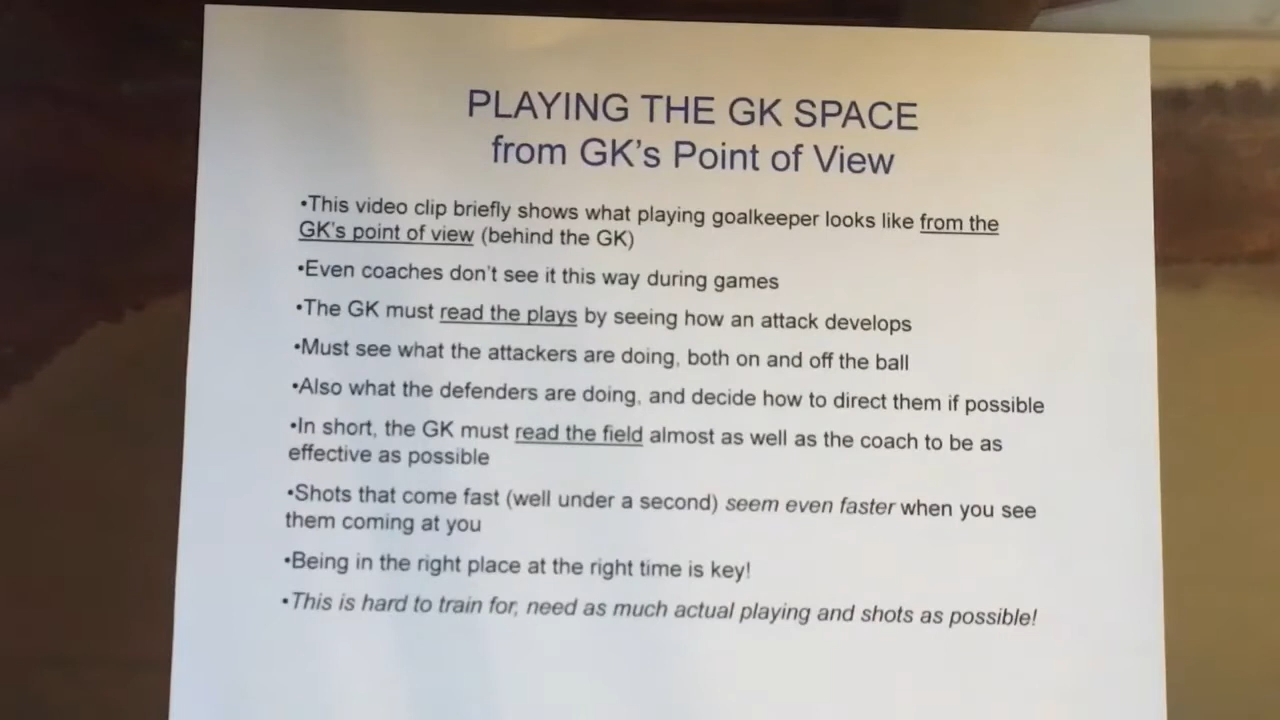 PLAYING THE GK SPACE
from GK's Point of View
•This video clip briefly shows what playing goalkeeper looks like from the
GK's point of view (behind the GK)
•Even coaches don't see it this way during games
•The GK must read the plays by seeing how an attack develops
•Must see what the attackers are doing, both on and off the ball
•Also what the defenders are doing, and decide how to direct them if possible
•In short, the GK must read the field almost as well as the coach to be as
effective as possible
•Shots that come fast (well under a second) seem even faster when you see
them coming at you
•Being in the right place at the right time is key!
•This is hard to train for, need as much actual playing and shots as possible!